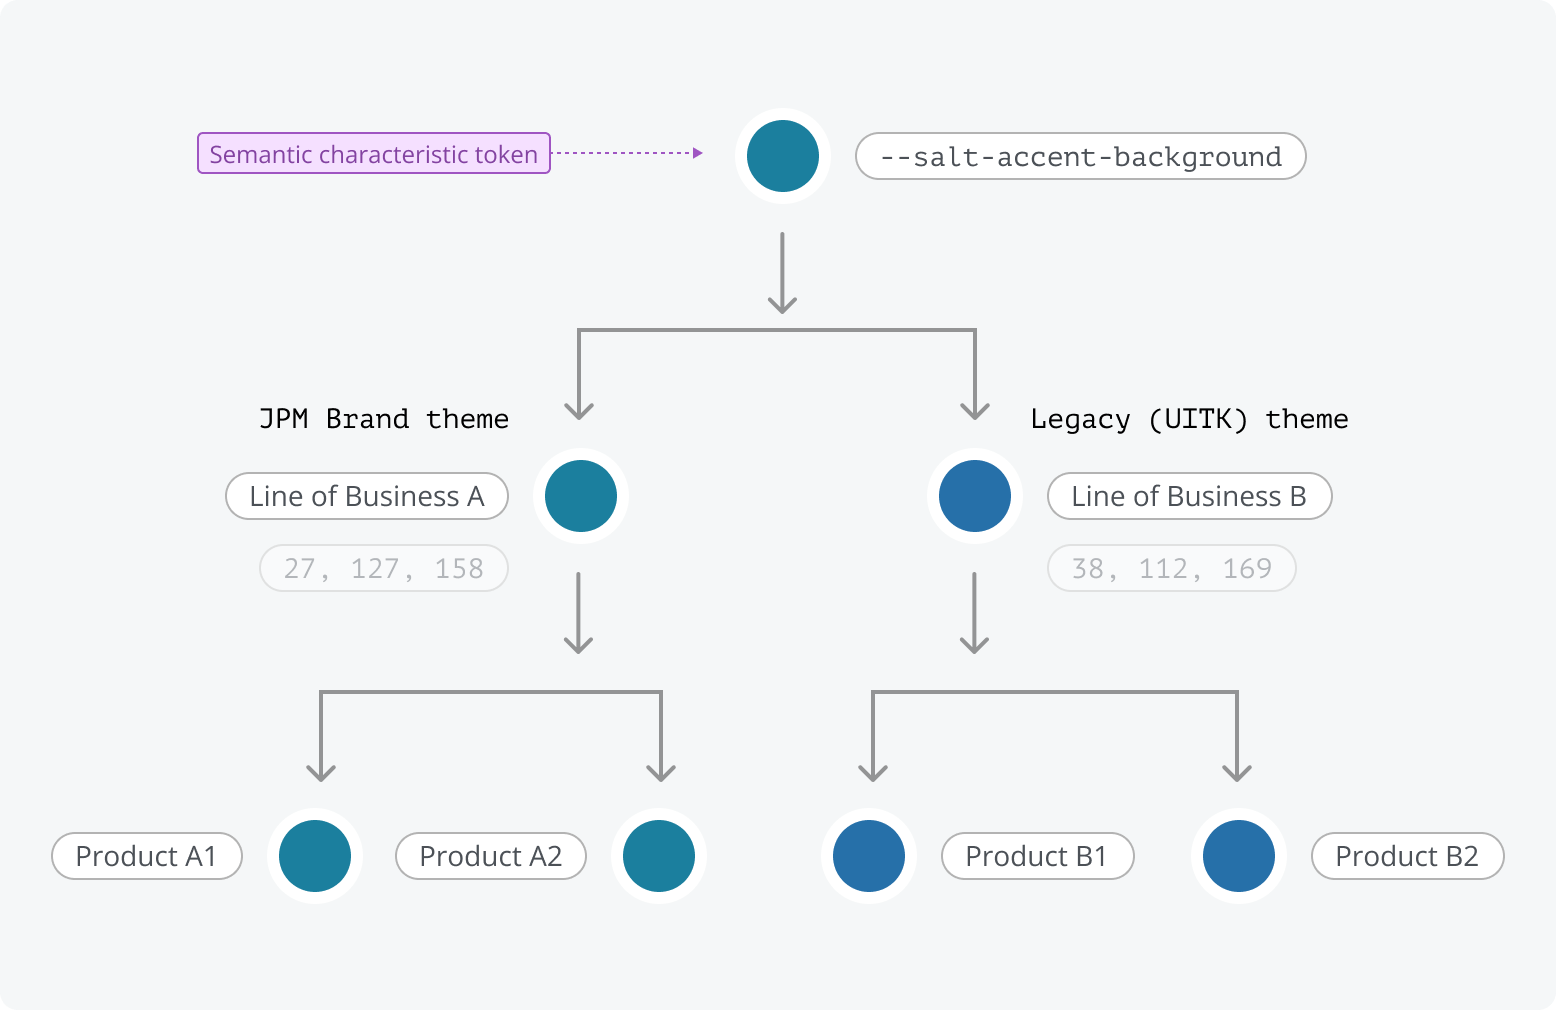 Semantic characteristic token
--salt-accent-background
JPM Brand theme
Legacy (UITK) theme
Line of Business A
Line of Business B
27, 127, 158
38, 112, 169
Product A1
Product A2
Product B1
Product B2